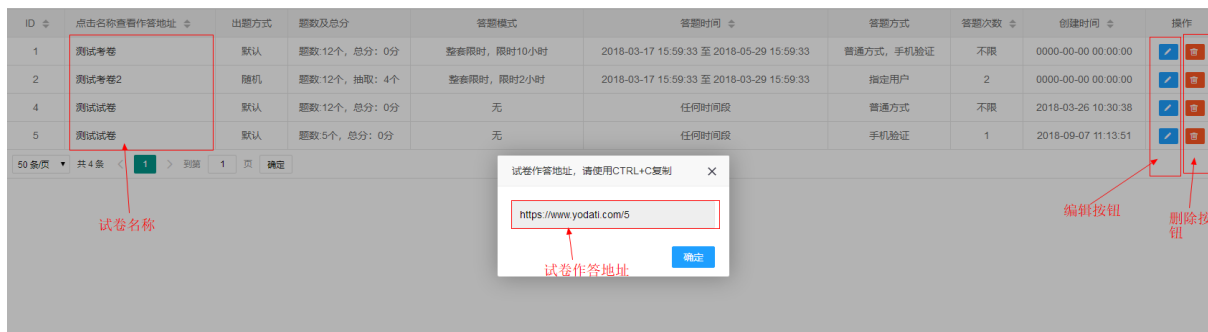 ID 点击名称查看作答地址 出题方式 题数及总分 答题模式 答题时间 答题方式 答题次数 创建时间 操作
1 测试考卷 默认 题数:12个，总分：0分 整套限时，限时10小时 2018-03-17 15:59:33 至 2018-05-29 15:59:33 普通方式，手机验证 不限 0000-00-00 00:00:00
2 测试考卷2 随机 题数:12个，抽取：4个 整套限时，限时2小时 2018-03-17 15:59:33 至 2018-03-29 15:59:33 指定用户 2 0000-00-00 00:00:00
4 测试试卷 默认 题数:12个，总分：0分 无 任何时间段 普通方式 不限 2018-03-26 10:30:38
5 测试试卷 默认 题数:5个，总分：0分 无 任何时间段 手机验证 1 2018-09-07 11:13:51
50 条/页 共 4 条 1 到第 1 页 确定
试卷作答地址，请使用CTRL+C复制
https://www.yodati.com/5
确定
试卷名称
试卷作答地址
编辑按钮
删除按
钮